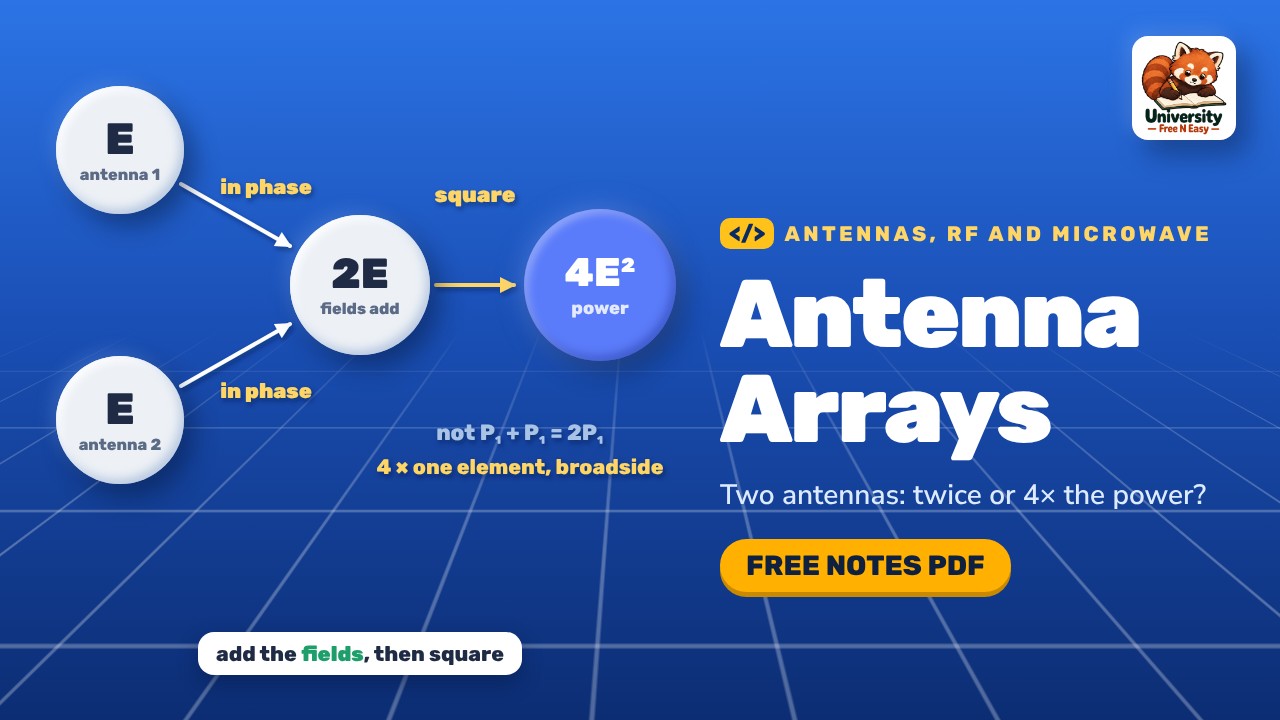 E
antenna 1
in phase
square
2E
fields add
4E²
power
E
antenna 2
in phase
not P₁ + P₁ = 2P₁
4 × one element, broadside
add the fields, then square
University
— Free N Easy —
</> ANTENNAS, RF AND MICROWAVE
Antenna
Arrays
Two antennas: twice or 4× the power?
FREE NOTES PDF